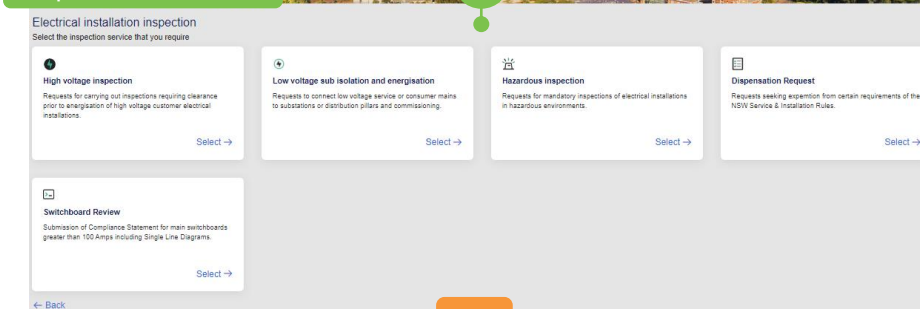 Electrical installation inspection
Select the inspection service that you require
High voltage inspection
Requests for carrying out inspections requiring clearance
prior to energisation of high voltage customer electrical
installations.
Select →
Low voltage sub isolation and energisation
Requests to connect low voltage service or consumer mains
to substations or distribution pillars and commissioning.
Select →
Hazardous inspection
Requests for mandatory inspections of electrical installations
in hazardous environments.
Select →
Dispensation Request
Requests seeking expemtion from certain requirements of the
NSW Service & Installation Rules.
Select →
Switchboard Review
Submission of Compliance Statement for main switchboards
greater than 100 Amps including Single Line Diagrams.
Select →
← Back